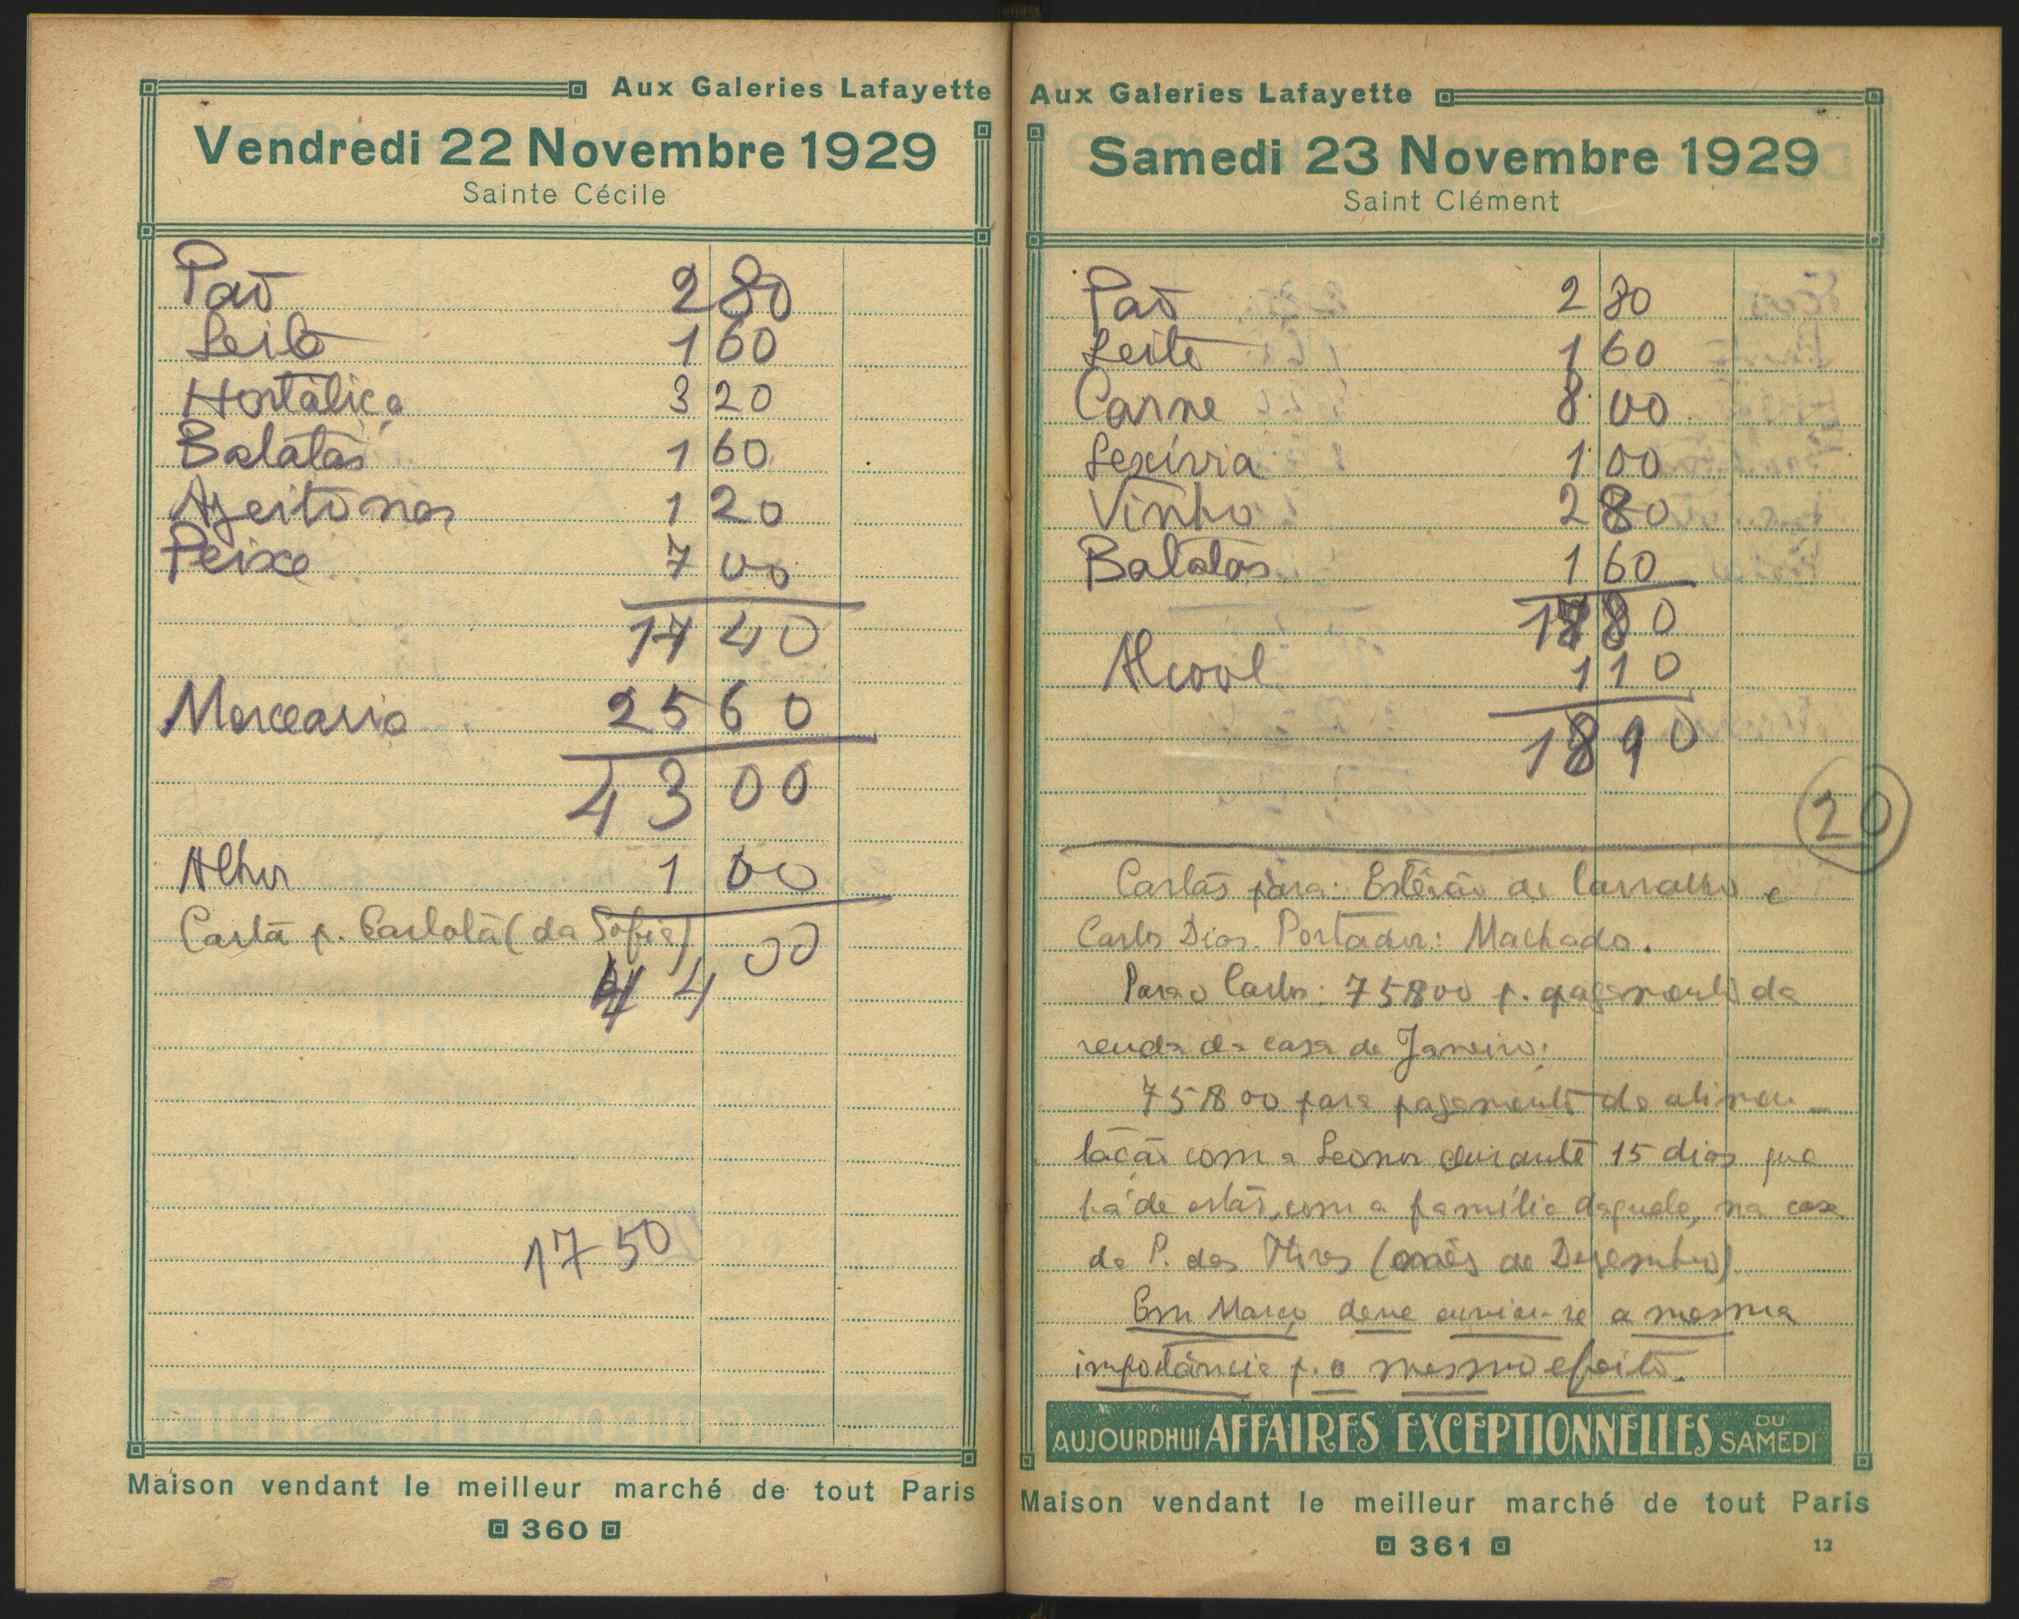 Aux Galeries Lafayette
Vendredi 22 Novembre 1929
Sainte Cécile
Paõ 2 80
Leite 1 60
Hortaliça 3 20
Batatas 1 60
Azeitonas 1 20
Peixe 7 00
17 40
Mercearia 25 60
43 00
Alhos 1 00
Carta p. Carlota (da Sofia)
44 00
17 50
Maison vendant le meilleur marché de tout Paris
360
Aux Galeries Lafayette
Samedi 23 Novembre 1929
Saint Clément
Paõ 2 80
Leite 1 60
Carne 8 00
Lexívia 1 00
Vinho 2 80
Batatas 1 60
17 80
Alcool 1 10
18 90
20
Cartas para: Estêvão de Carvalho e
Carlos Dias. Portador: Machado.
Para o Carlos: 75$00 p. pagamento da
renda da casa de Janeiro;
75$00 para pagamento da alimen-
tação com a Leonor durante 15 dias que
há de estar, com a família daquele, na casa
da P. das (mês de Dezembro).
Em Março deve enviar-se a mesma
importância p. o mesmo efeito.
AUJOURDHUI AFFAIRES EXCEPTIONNELLES DU SAMEDI
Maison vendant le meilleur marché de tout Paris
361
12